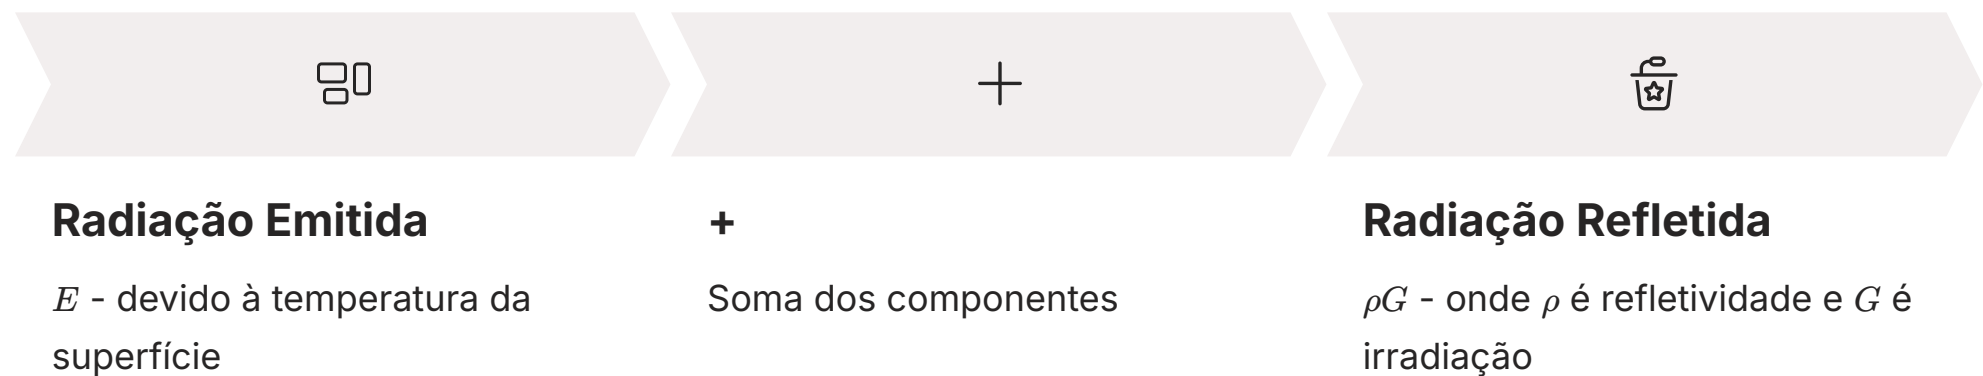 Radiação Emitida
E - devido à temperatura da
superfície
+
Soma dos componentes
Radiação Refletida
ρG - onde ρ é refletividade e G é
irradiação